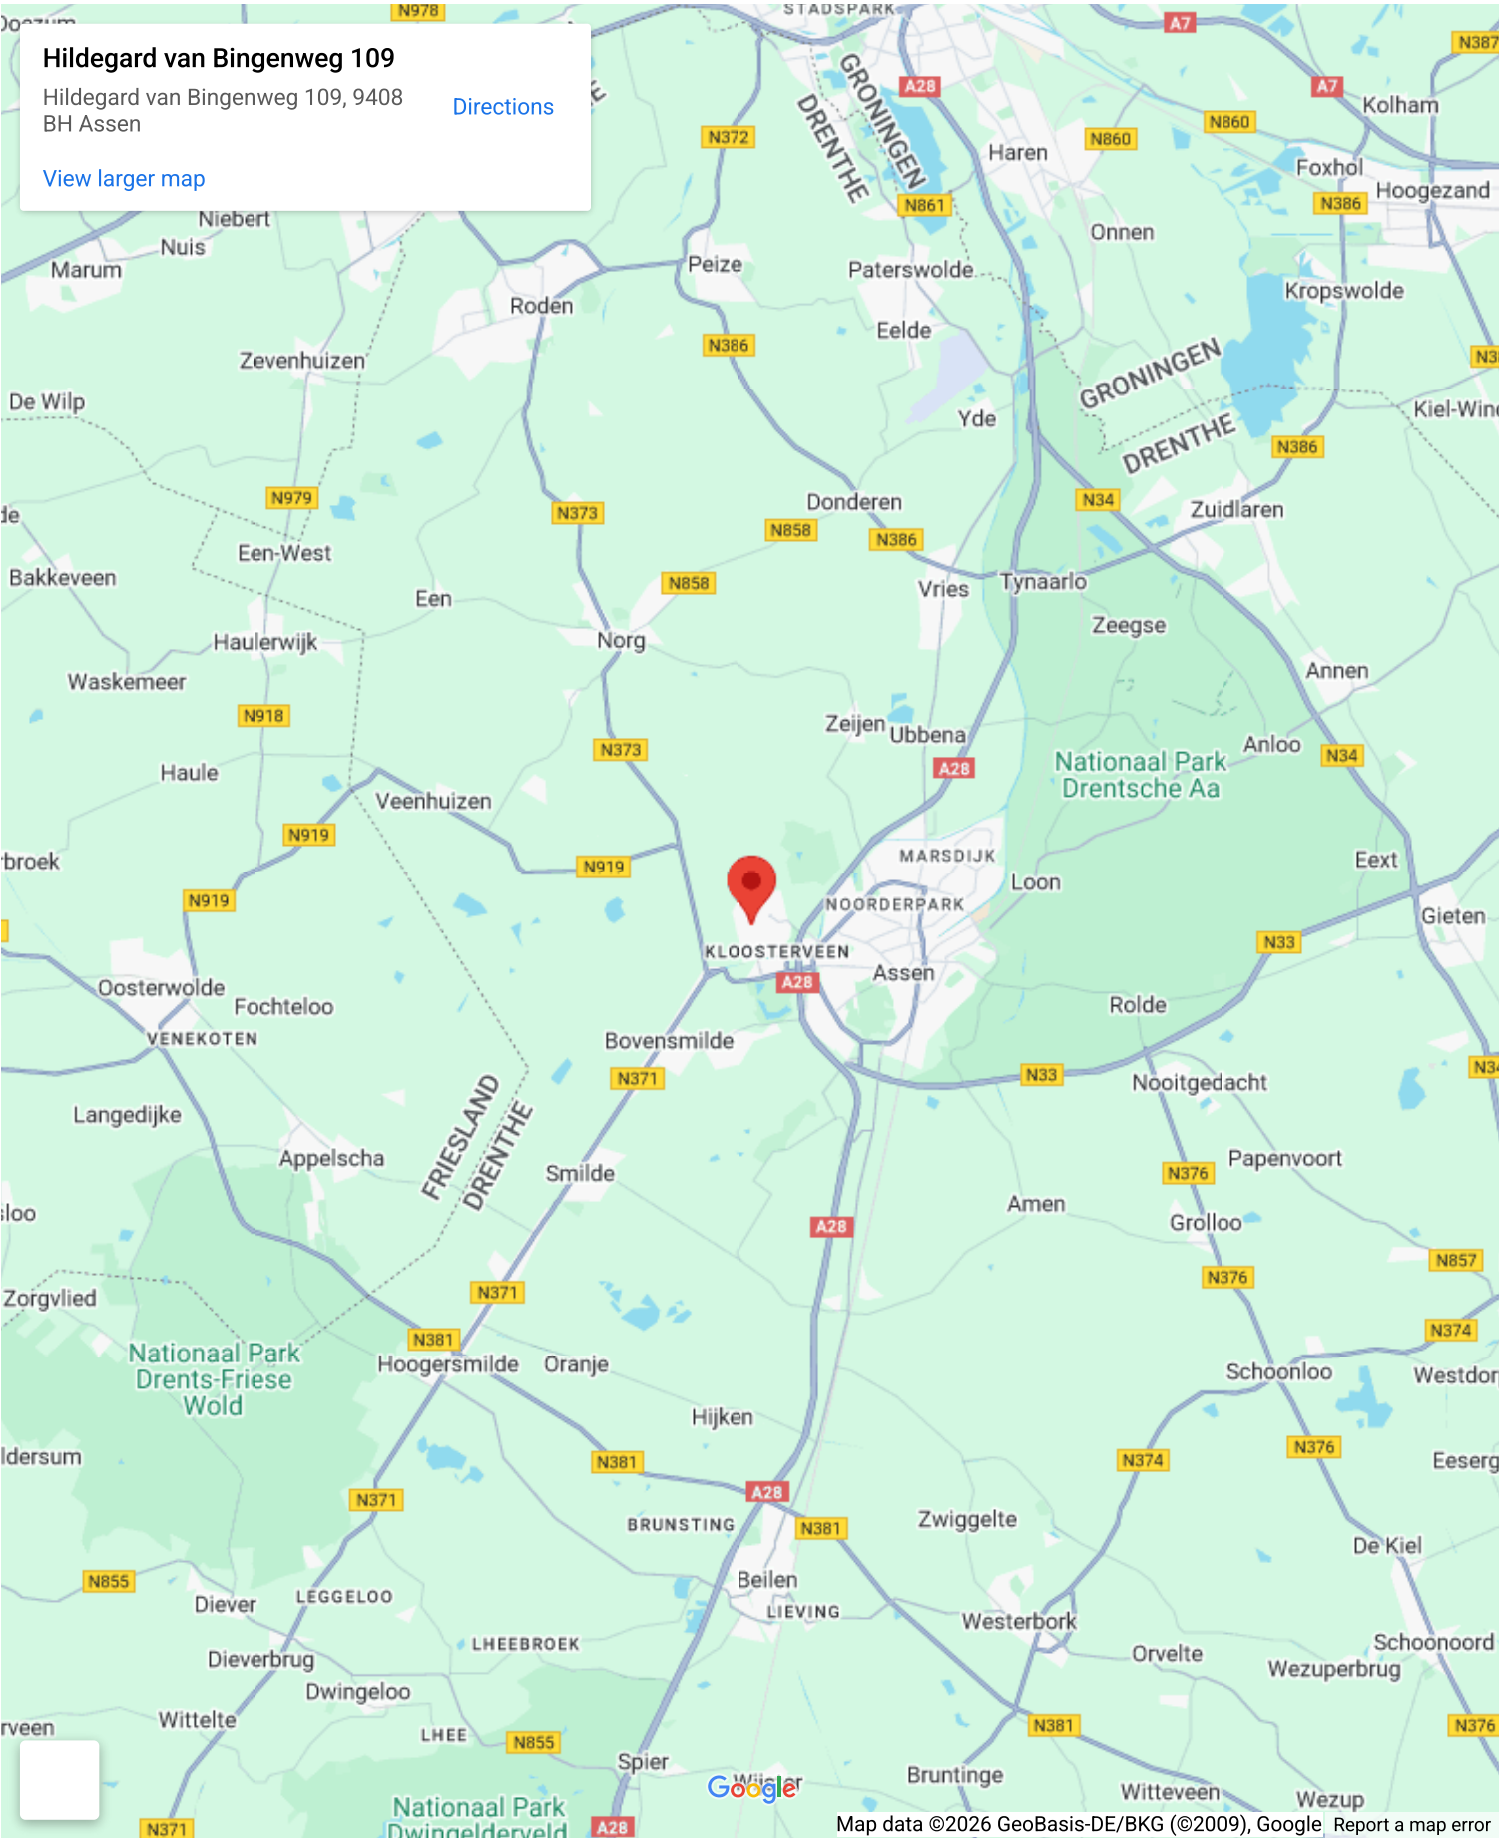 Hildegard van Bingenweg 109
Hildegard van Bingenweg 109, 9408
BH Assen
Directions
View larger map
N978
STADSPARK
A7
N387
A28
A7
Kolham
GRONINGEN
DRENTHE
N372
N860
N860
Haren
Foxhol
Hoogezand
N861
N386
Niebert
Nuis
Onnen
Marum
Peize
Paterswolde
Kropswolde
Roden
Eelde
N386
Zevenhuizen
GRONINGEN
DRENTHE
De Wilp
Yde
N386
N979
N373
Donderen
N34
Zuidlaren
N858
N386
Een-West
Bakkeveen
N858
Vries
Tynaarlo
Een
Zeegse
Haulerwijk
Norg
Annen
Waskemeer
N918
Zeijen
Ubbena
N373
Anloo
N34
A28
Nationaal Park
Drentsche Aa
Haule
Veenhuizen
N919
N919
MARSDIJK
Eext
Loon
N919
NOORDERPARK
Gieten
N33
KLOOSTERVEEN
Assen
A28
Oosterwolde
Fochteloo
Rolde
VENEKOTEN
Bovensmilde
N371
N33
Nooitgedacht
Langedijke
FRIESLAND
DRENTHE
Appelscha
Smilde
N376
Papenvoort
Amen
Grolloo
A28
N857
N376
Zorgvlied
N371
N374
N381
Nationaal Park
Drents-Friese
Wold
Hoogersmilde
Oranje
Schoonloo
Hijken
N376
N381
N374
A28
N371
BRUNSTING
N381
Zwiggelte
De Kiel
N855
Beilen
LEGGELOO
Diever
LIEVING
Westerbork
LHEEBROEK
Schoonoord
Dieverbrug
Orvelte
Wezuperbrug
Dwingeloo
Wittelte
N381
N376
LHEE
N855
Spier
Google
Bruntinge
Witteveen
Wezup
Nationaal Park
Dwingelderveld
N371
A28
Map data ©2026 GeoBasis-DE/BKG (©2009), Google
Report a map error